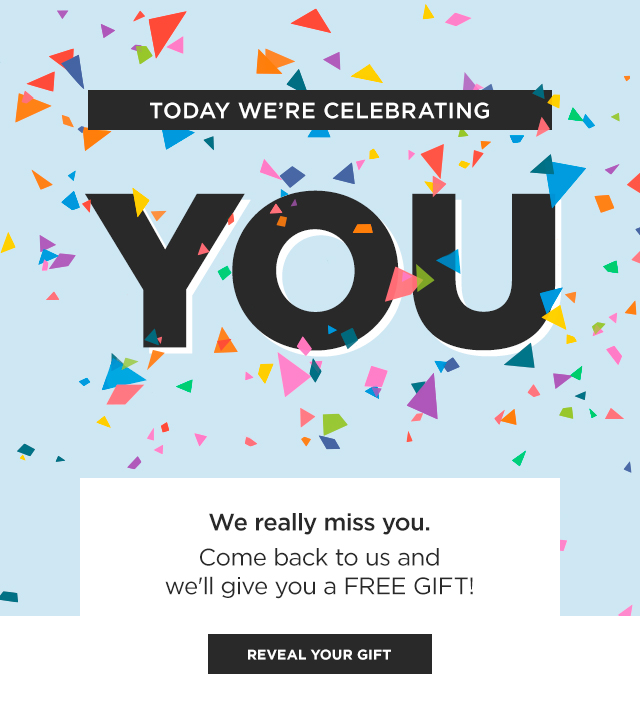 TODAY WE’RE CELEBRATING
YOU
We really miss you.
Come back to us and
we'll give you a FREE GIFT!
REVEAL YOUR GIFT